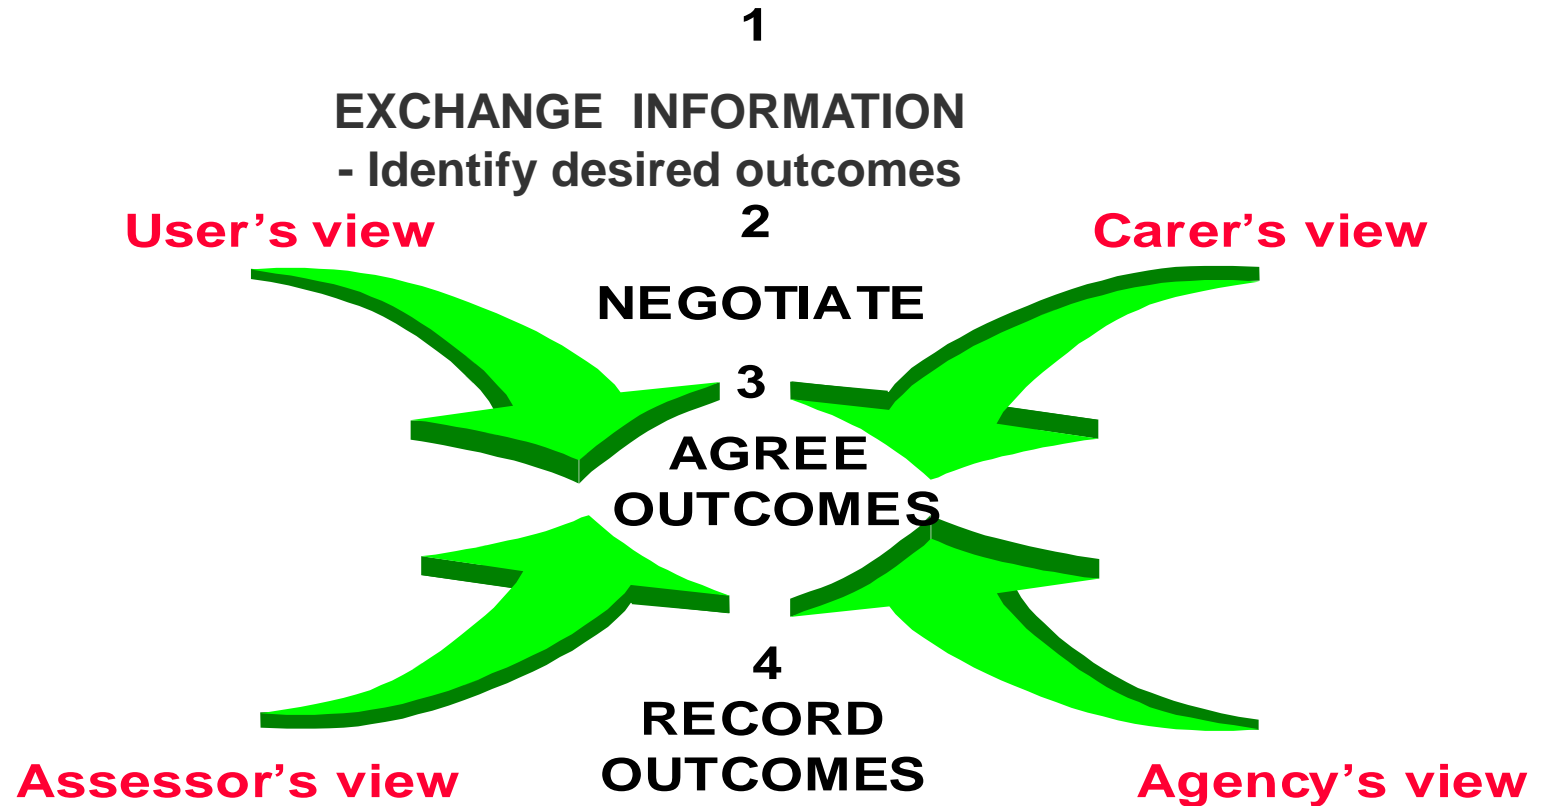 1
EXCHANGE INFORMATION
- Identify desired outcomes
User’s view
2
Carer’s view
NEGOTIATE
3
AGREE
OUTCOMES
4
RECORD
OUTCOMES
Assessor’s view
Agency’s view